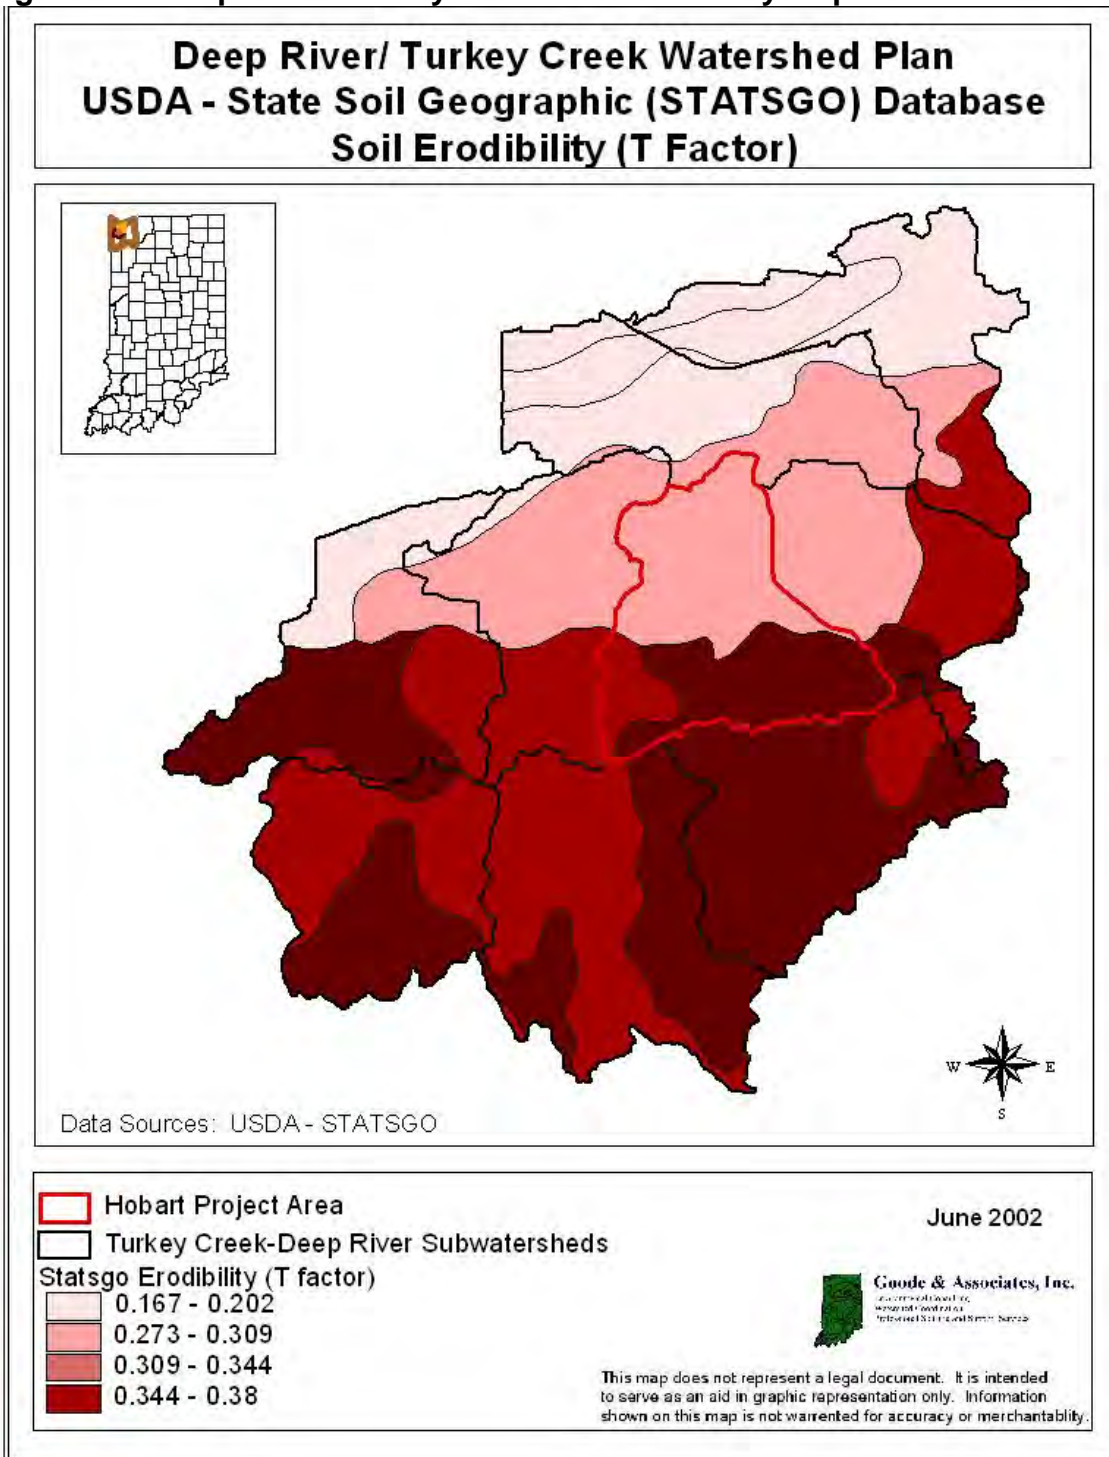 Deep River/ Turkey Creek Watershed Plan
USDA - State Soil Geographic (STATSGO) Database
Soil Erodibility (T Factor)
W E
S
Data Sources: USDA - STATSGO
Hobart Project Area
June 2002
Turkey Creek-Deep River Subwatersheds
Statsgo Erodibility (T factor)
0.167 - 0.202
0.273 - 0.309
0.309 - 0.344
0.344 - 0.38
Goode & Associates, Inc.
This map does not represent a legal document. It is intended
to serve as an aid in graphic representation only. Information
shown on this map is not warrented for accuracy or merchantablity.